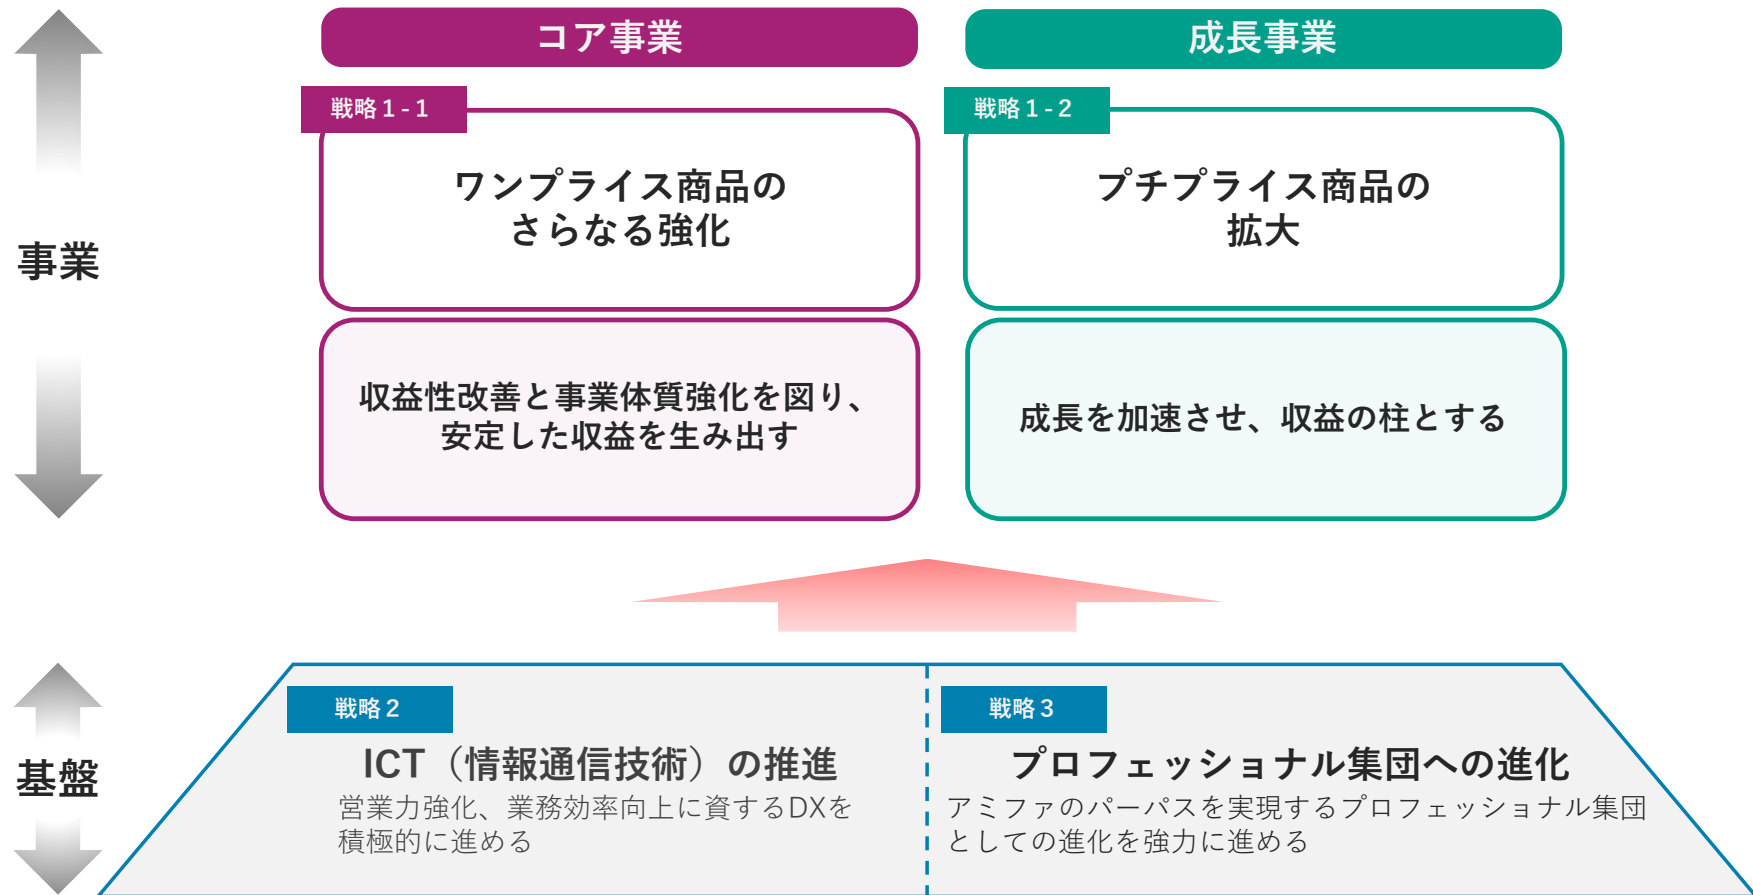 コア事業
成長事業
戦略1-1
戦略1-2
ワンプライス商品の
さらなる強化
プチプライス商品の
拡大
事業
収益性改善と事業体質強化を図り、
安定した収益を生み出す
成長を加速させ、収益の柱とする
戦略2
戦略3
ICT（情報通信技術）の推進
営業力強化、業務効率向上に資するDXを
積極的に進める
プロフェッショナル集団への進化
アミファのパーパスを実現するプロフェッショナル集団
としての進化を強力に進める
基盤